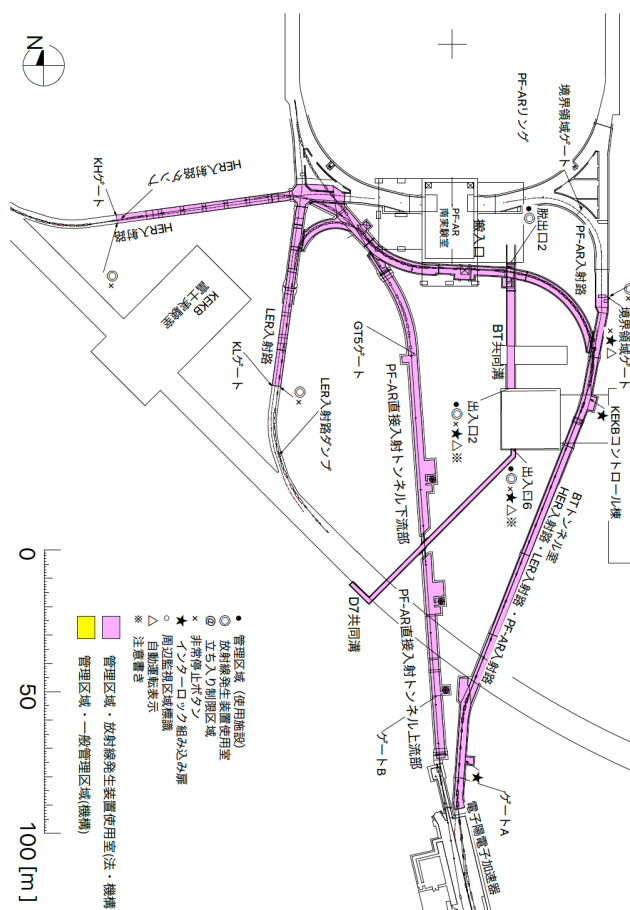 N
PF-ARリング
境界領域ゲート
KHゲート
HER入射路ダンプ
HER入射路
PF-AR
南実験室
搬入口
脱出口2
●◎
PF-AR入射路
◎×
境界領域ゲート
×★△
◎×
KEKB
富士実験室
LER入射路
KLゲート
◎×
LER入射路ダンプ
GT5ゲート
PF-AR直接入射トンネル下流部
BT共同溝
出入口2
●◎×★△※
出入口6
●◎×★△※
★
KEKBコントロール棟
BTトンネル室
HER入射路・LER入射路・PF-AR入射路
D7共同溝
PF-AR直接入射トンネル上流部
ゲートB
★
ゲートA
電子陽電子加速器
0
50
100 [m]
● 管理区域（使用施設）
◎ 放射線発生装置使用室
@ 立ち入り制限区域
× 非常停止ボタン
★ インターロック組み込み扉
○ 周辺監視区域標識
△ 自動運転表示
※ 注意書き
管理区域・放射線発生装置使用室(法・機構
管理区域・一般管理区域(機構)